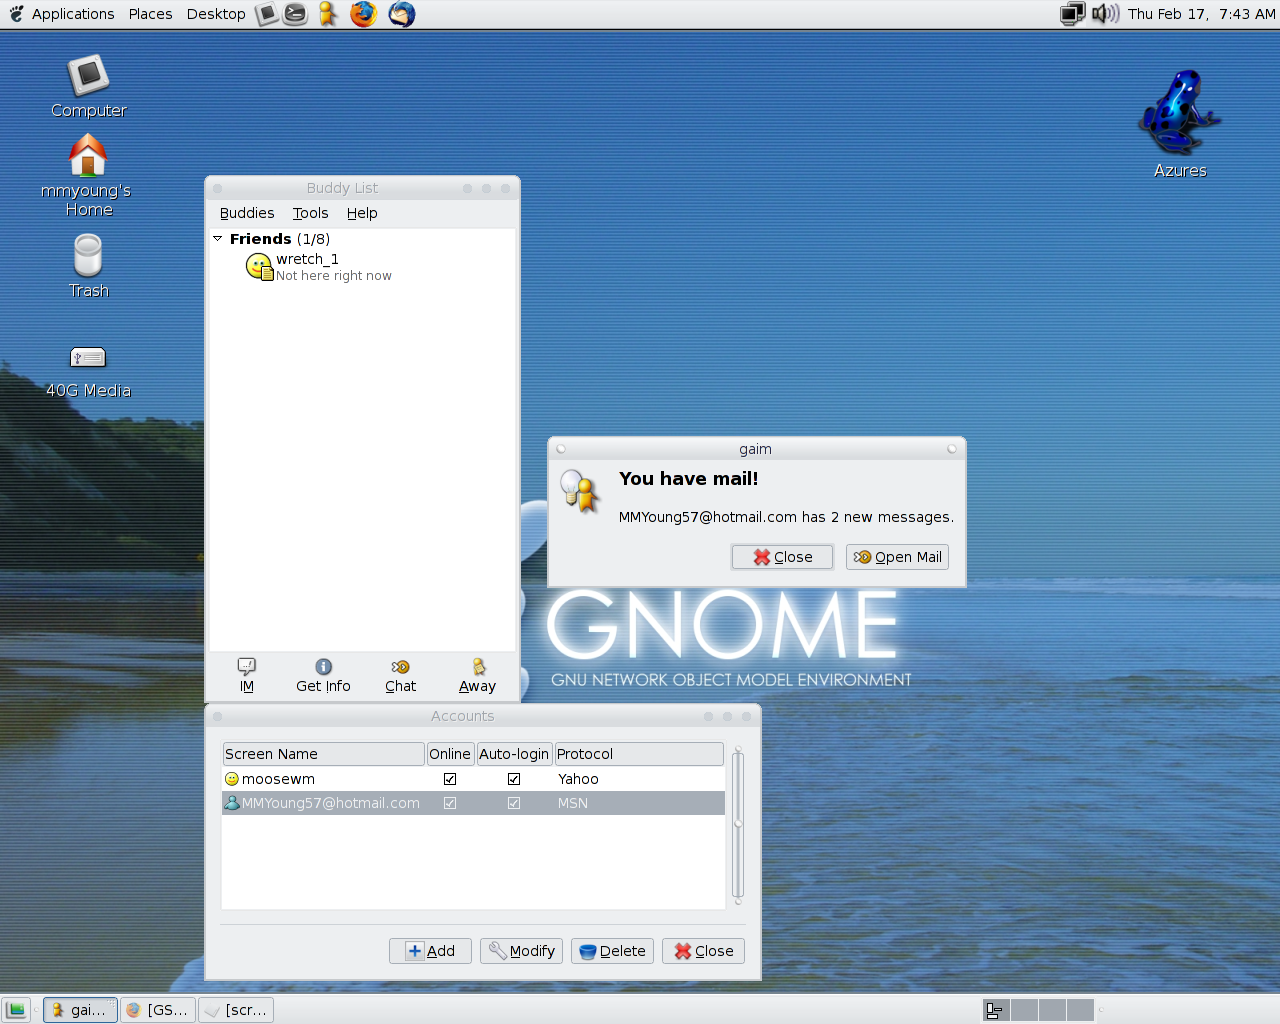 Applications Places Desktop Thu Feb 17, 7:43 AM
Computer
mmyoung's
Home
Trash
40G Media
Azures
Buddy List
Buddies Tools Help
Friends (1/8)
wretch_1
Not here right now
IM Get Info Chat Away
gaim
You have mail!
MMYoung57@hotmail.com has 2 new messages.
Close Open Mail
GNOME
GNU NETWORK OBJECT MODEL ENVIRONMENT
Accounts
Screen Name Online Auto-login Protocol
moosewm Yahoo
MMYoung57@hotmail.com MSN
Add Modify Delete Close
gai... [GS... [scr...